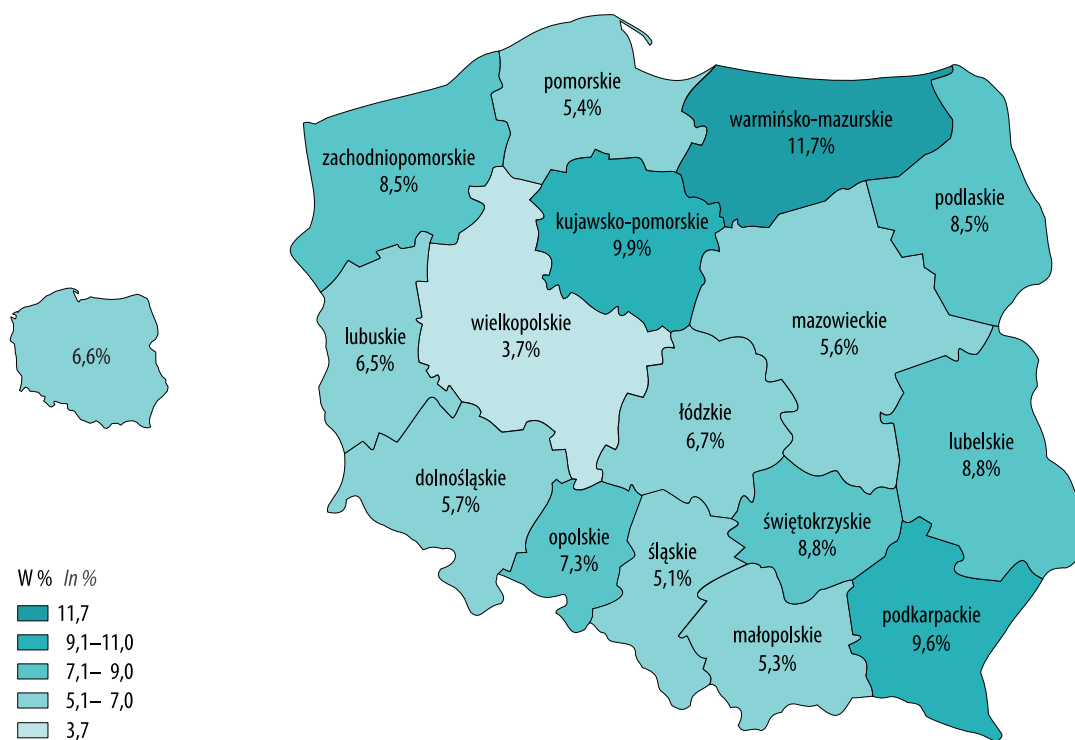 pomorskie
5,4%
warmińsko-mazurskie
11,7%
zachodniopomorskie
8,5%
podlaskie
8,5%
kujawsko-pomorskie
9,9%
wielkopolskie
3,7%
mazowieckie
5,6%
lubuskie
6,5%
6,6%
łódzkie
6,7%
lubelskie
8,8%
dolnośląskie
5,7%
opolskie
7,3%
śląskie
5,1%
świętokrzyskie
8,8%
podkarpackie
9,6%
małopolskie
5,3%
W % In %
11,7
9,1–11,0
7,1– 9,0
5,1– 7,0
3,7